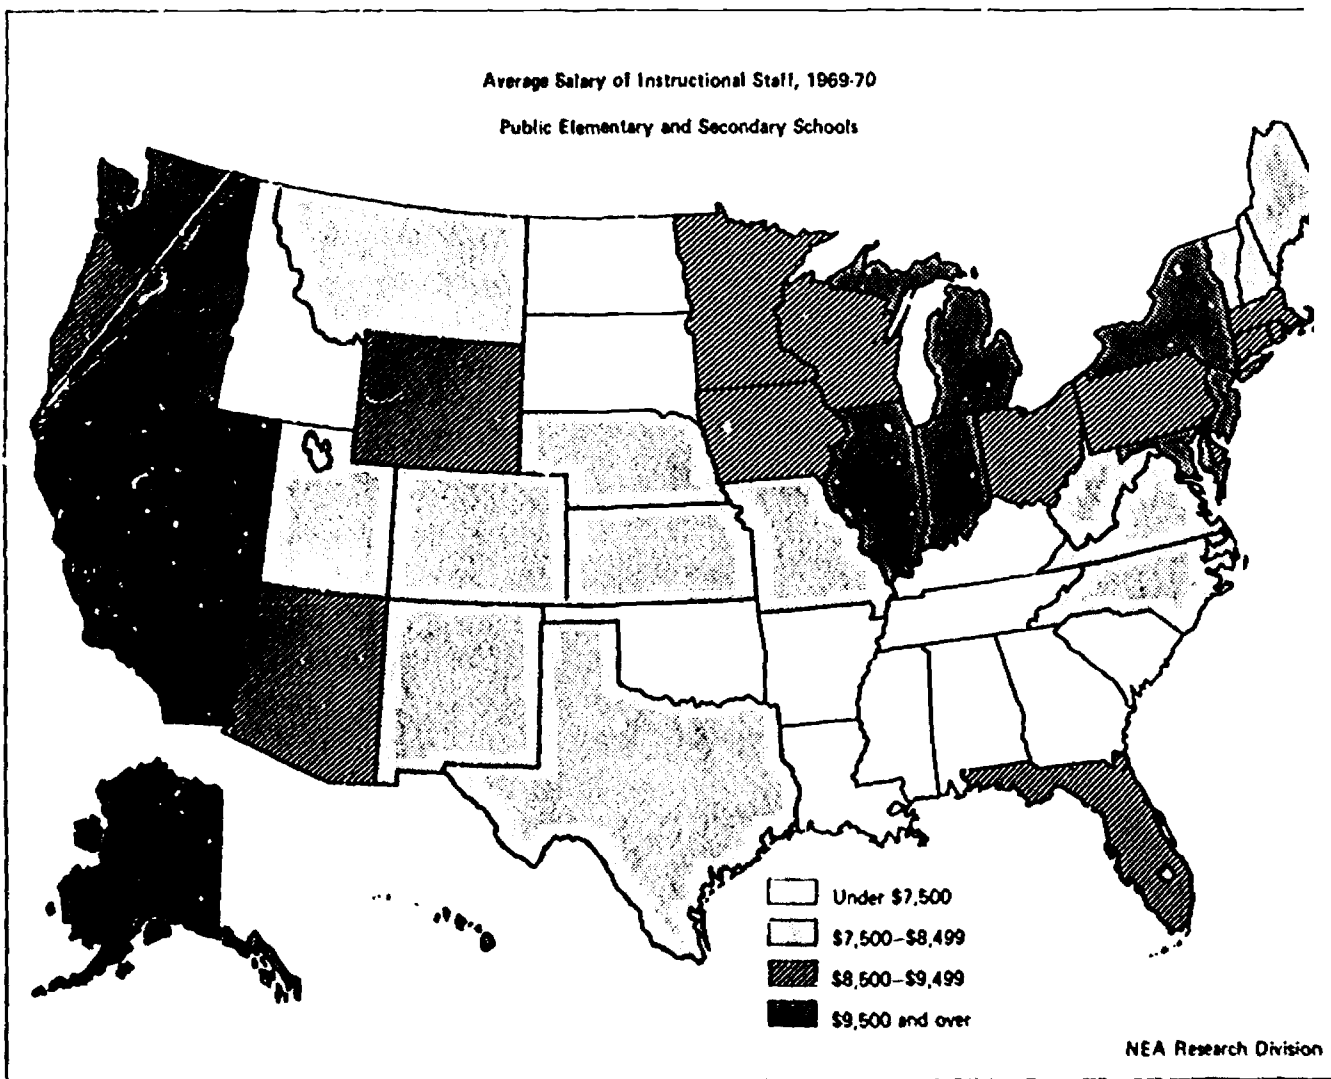 Average Salary of Instructional Staff, 1969-70
Public Elementary and Secondary Schools
Under $7,500
$7,500–$8,499
$8,500–$9,499
$9,500 and over
NEA Research Division